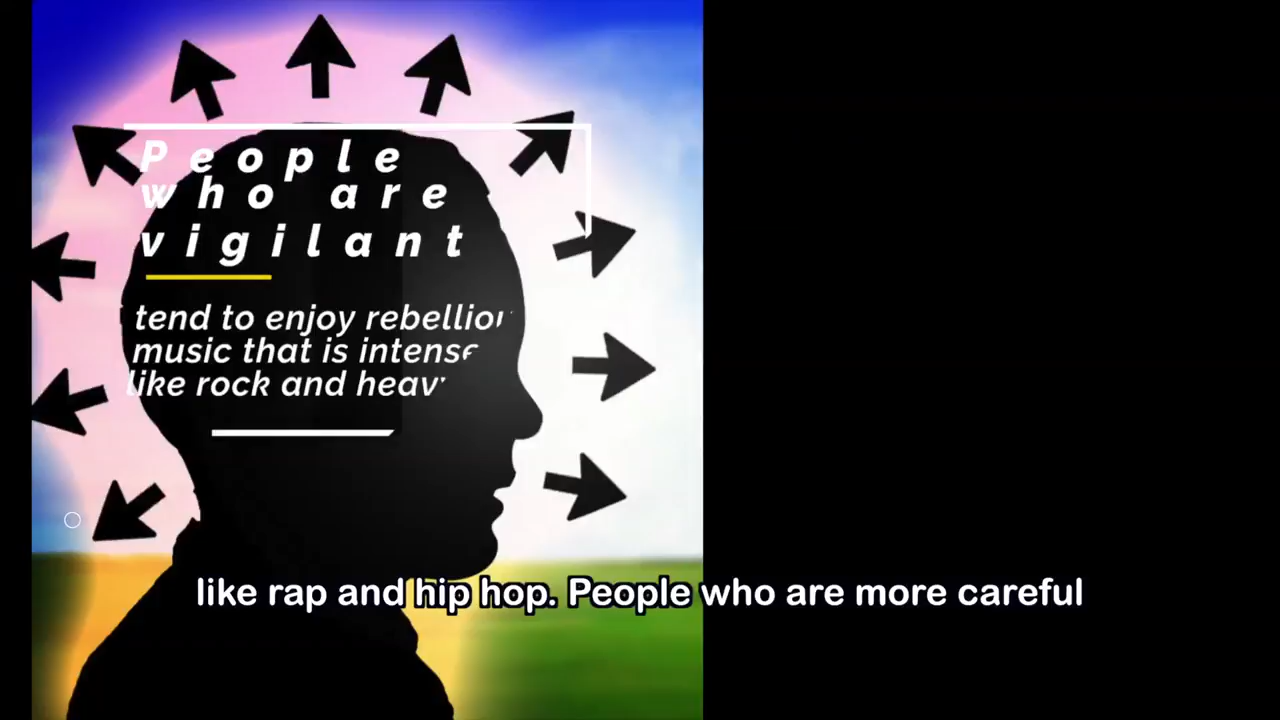 People
who are
vigilant
tend to enjoy
music that is intense
like rock and
like rap and hip hop. People who are more careful